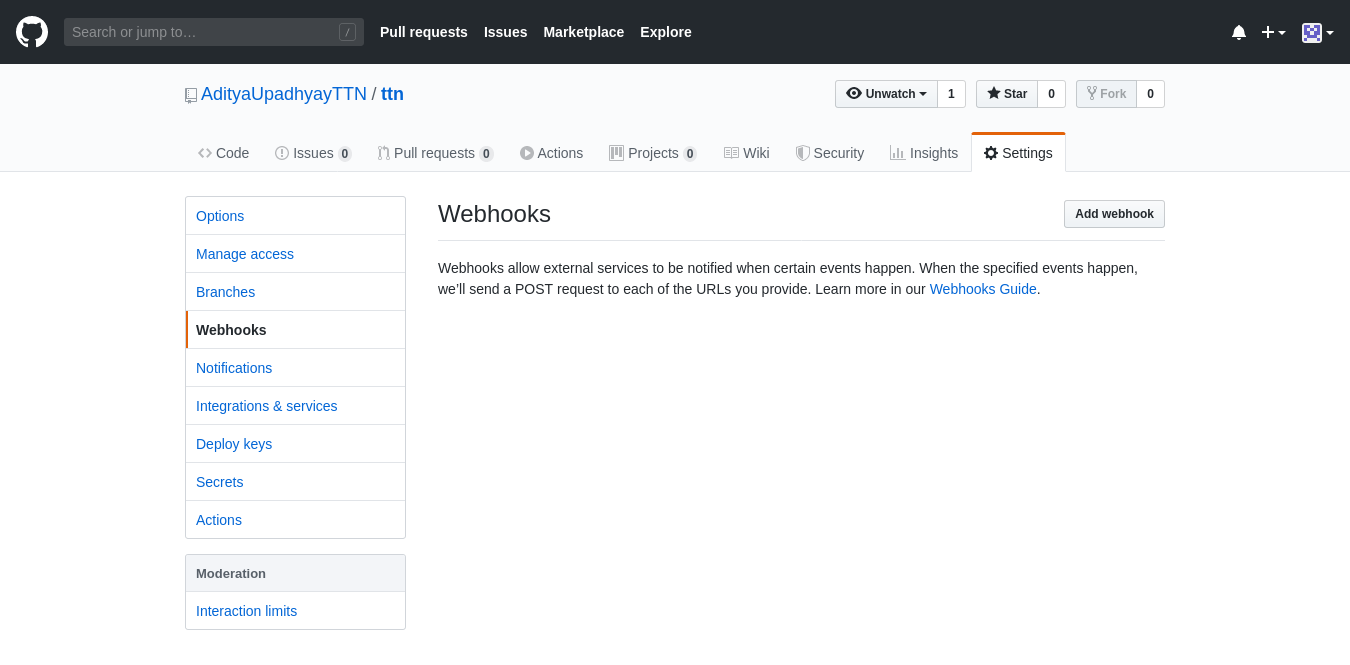 Search or jump to… /
Pull requests Issues Marketplace Explore
AdityaUpadhyayTTN / ttn
Unwatch 1 Star 0 Fork 0
Code Issues 0 Pull requests 0 Actions Projects 0 Wiki Security Insights Settings
Options
Manage access
Branches
Webhooks
Notifications
Integrations & services
Deploy keys
Secrets
Actions
Moderation
Interaction limits
Webhooks
Add webhook
Webhooks allow external services to be notified when certain events happen. When the specified events happen,
we'll send a POST request to each of the URLs you provide. Learn more in our Webhooks Guide.